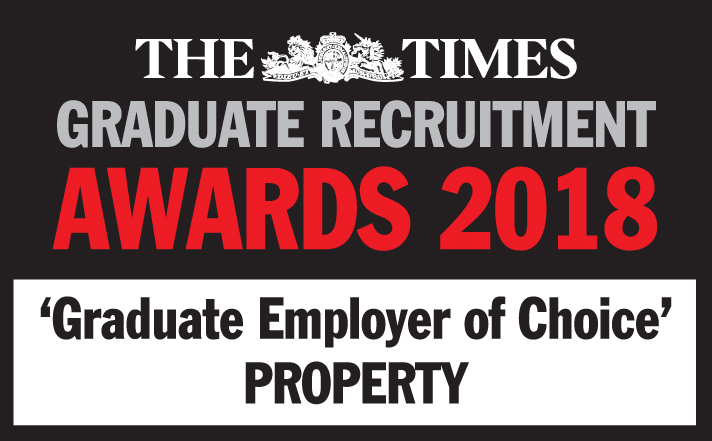 THE TIMES
GRADUATE RECRUITMENT
AWARDS 2018
‘Graduate Employer of Choice’
PROPERTY